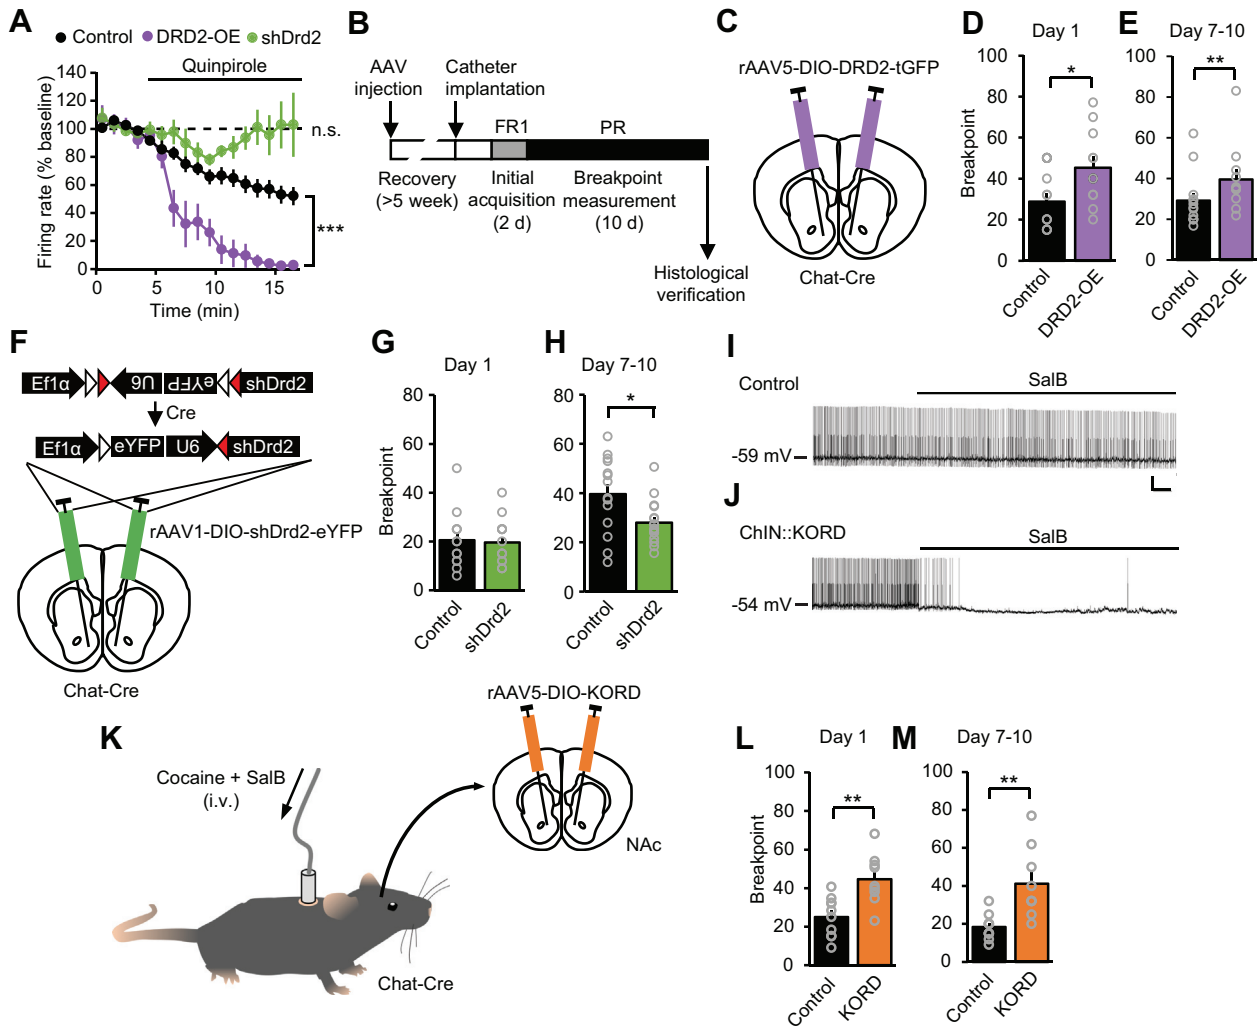 A
Control DRD2-OE shDrd2
Quinpirole
Firing rate (% baseline)
140
120
100
80
60
40
20
0
n.s.
***
0 5 10 15
Time (min)
B
AAV
injection
Catheter
implantation
FR1 PR
Recovery
(>5 week)
Initial
acquisition
(2 d)
Breakpoint
measurement
(10 d)
Histological
verification
C
rAAV5-DIO-DRD2-tGFP
Chat-Cre
D
Day 1
Breakpoint
100
80
60
40
20
0
*
Control
DRD2-OE
E
Day 7-10
100
80
60
40
20
0
**
Control
DRD2-OE
F
Ef1α U6 eYFP shDrd2
Cre
Ef1α eYFP U6 shDrd2
rAAV1-DIO-shDrd2-eYFP
Chat-Cre
G
Day 1
Breakpoint
80
60
40
20
0
Control
shDrd2
H
Day 7-10
80
60
40
20
0
*
Control
shDrd2
I
Control
SalB
-59 mV
J
ChIN::KORD
SalB
-54 mV
K
Cocaine + SalB
(i.v.)
Chat-Cre
rAAV5-DIO-KORD
NAc
L
Day 1
Breakpoint
100
80
60
40
20
0
**
Control
KORD
M
Day 7-10
100
80
60
40
20
0
**
Control
KORD